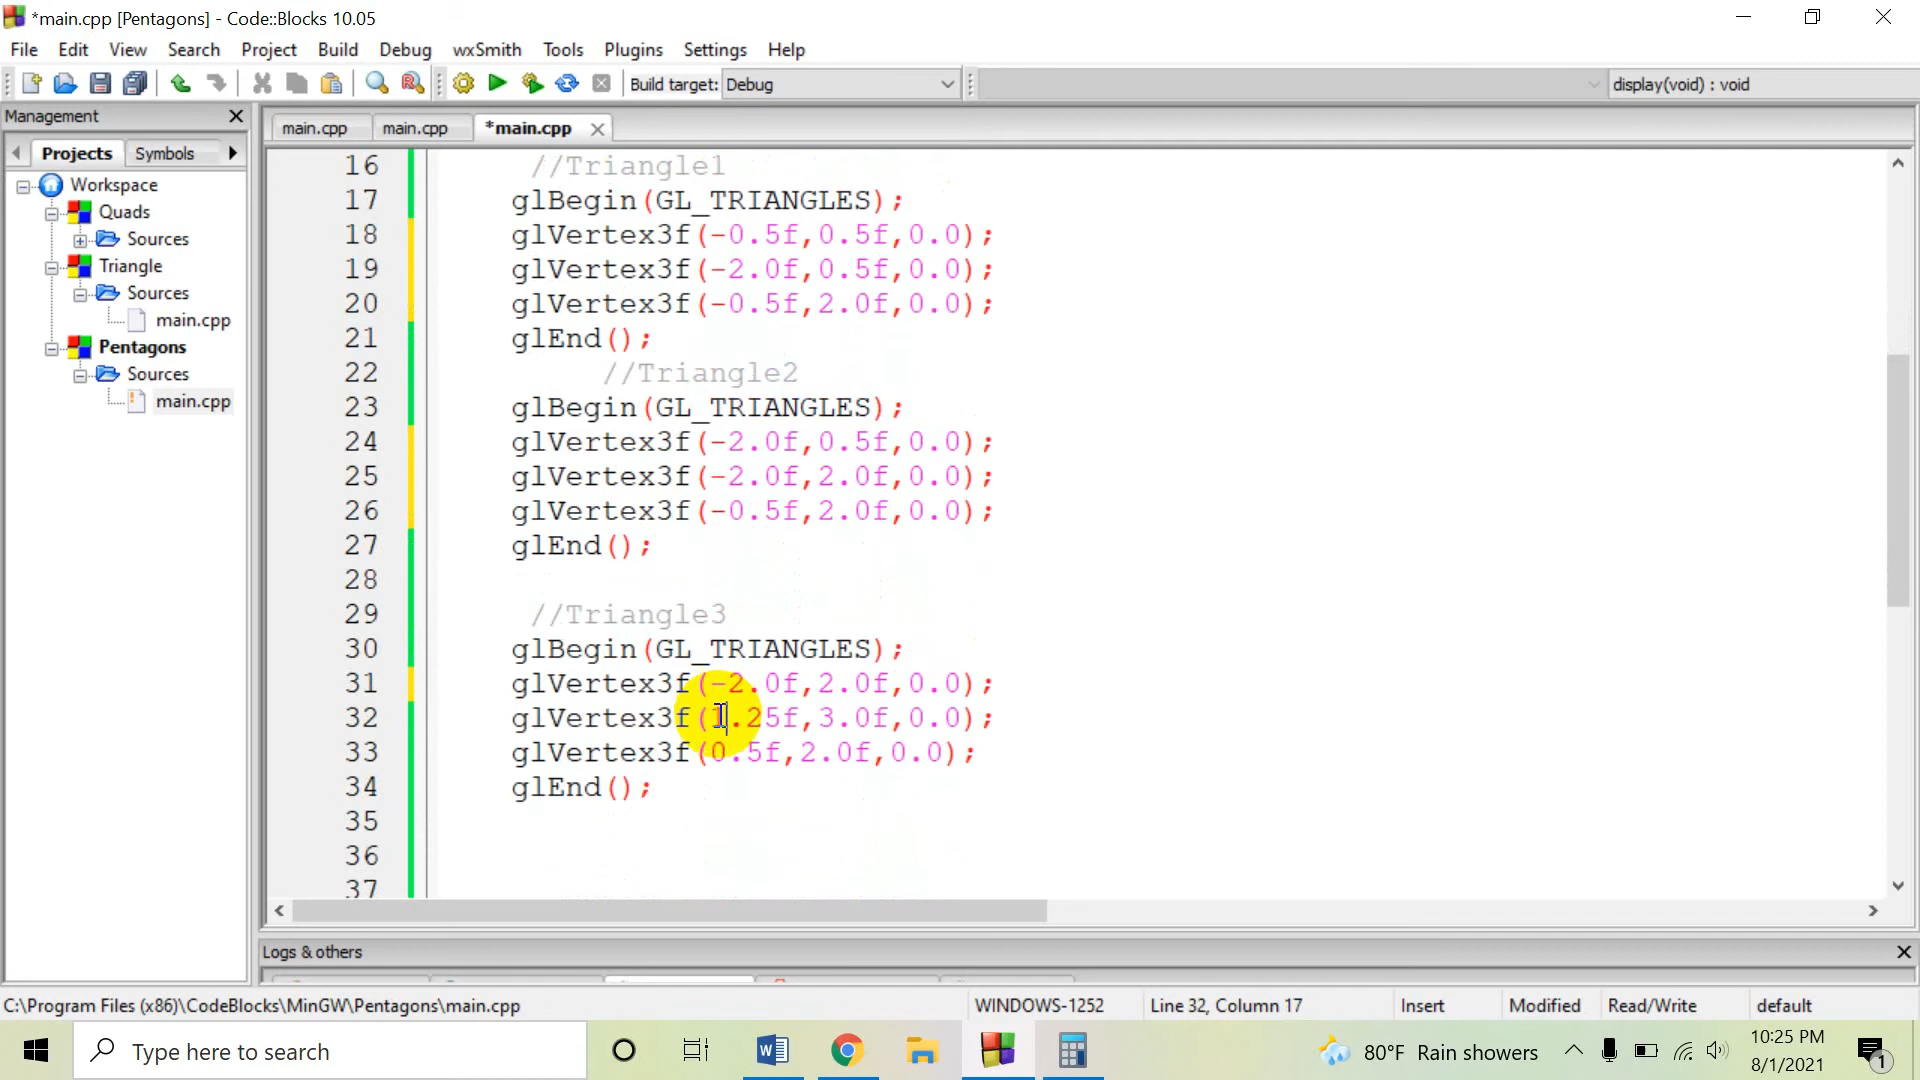 *main.cpp [Pentagons] - Code::Blocks 10.05
File Edit View Search Project Build Debug wxSmith Tools Plugins Settings Help
Build target: Debug display(void) : void
Management
main.cpp main.cpp *main.cpp
Projects Symbols
Workspace
Quads
Sources
Triangle
Sources
main.cpp
Pentagons
Sources
main.cpp
16 //Triangle1
17 glBegin(GL_TRIANGLES);
18 glVertex3f(-0.5f,0.5f,0.0);
19 glVertex3f(-2.0f,0.5f,0.0);
20 glVertex3f(-0.5f,2.0f,0.0);
21 glEnd();
22 //Triangle2
23 glBegin(GL_TRIANGLES);
24 glVertex3f(-2.0f,0.5f,0.0);
25 glVertex3f(-2.0f,2.0f,0.0);
26 glVertex3f(-0.5f,2.0f,0.0);
27 glEnd();
28
29 //Triangle3
30 glBegin(GL_TRIANGLES);
31 glVertex3f(-2.0f,2.0f,0.0);
32 glVertex3f(1.25f,3.0f,0.0);
33 glVertex3f(0.5f,2.0f,0.0);
34 glEnd();
35
36
37
Logs & others
C:\Program Files (x86)\CodeBlocks\MinGW\Pentagons\main.cpp WINDOWS-1252 Line 32, Column 17 Insert Modified Read/Write default
Type here to search 80°F Rain showers 10:25 PM
8/1/2021 1